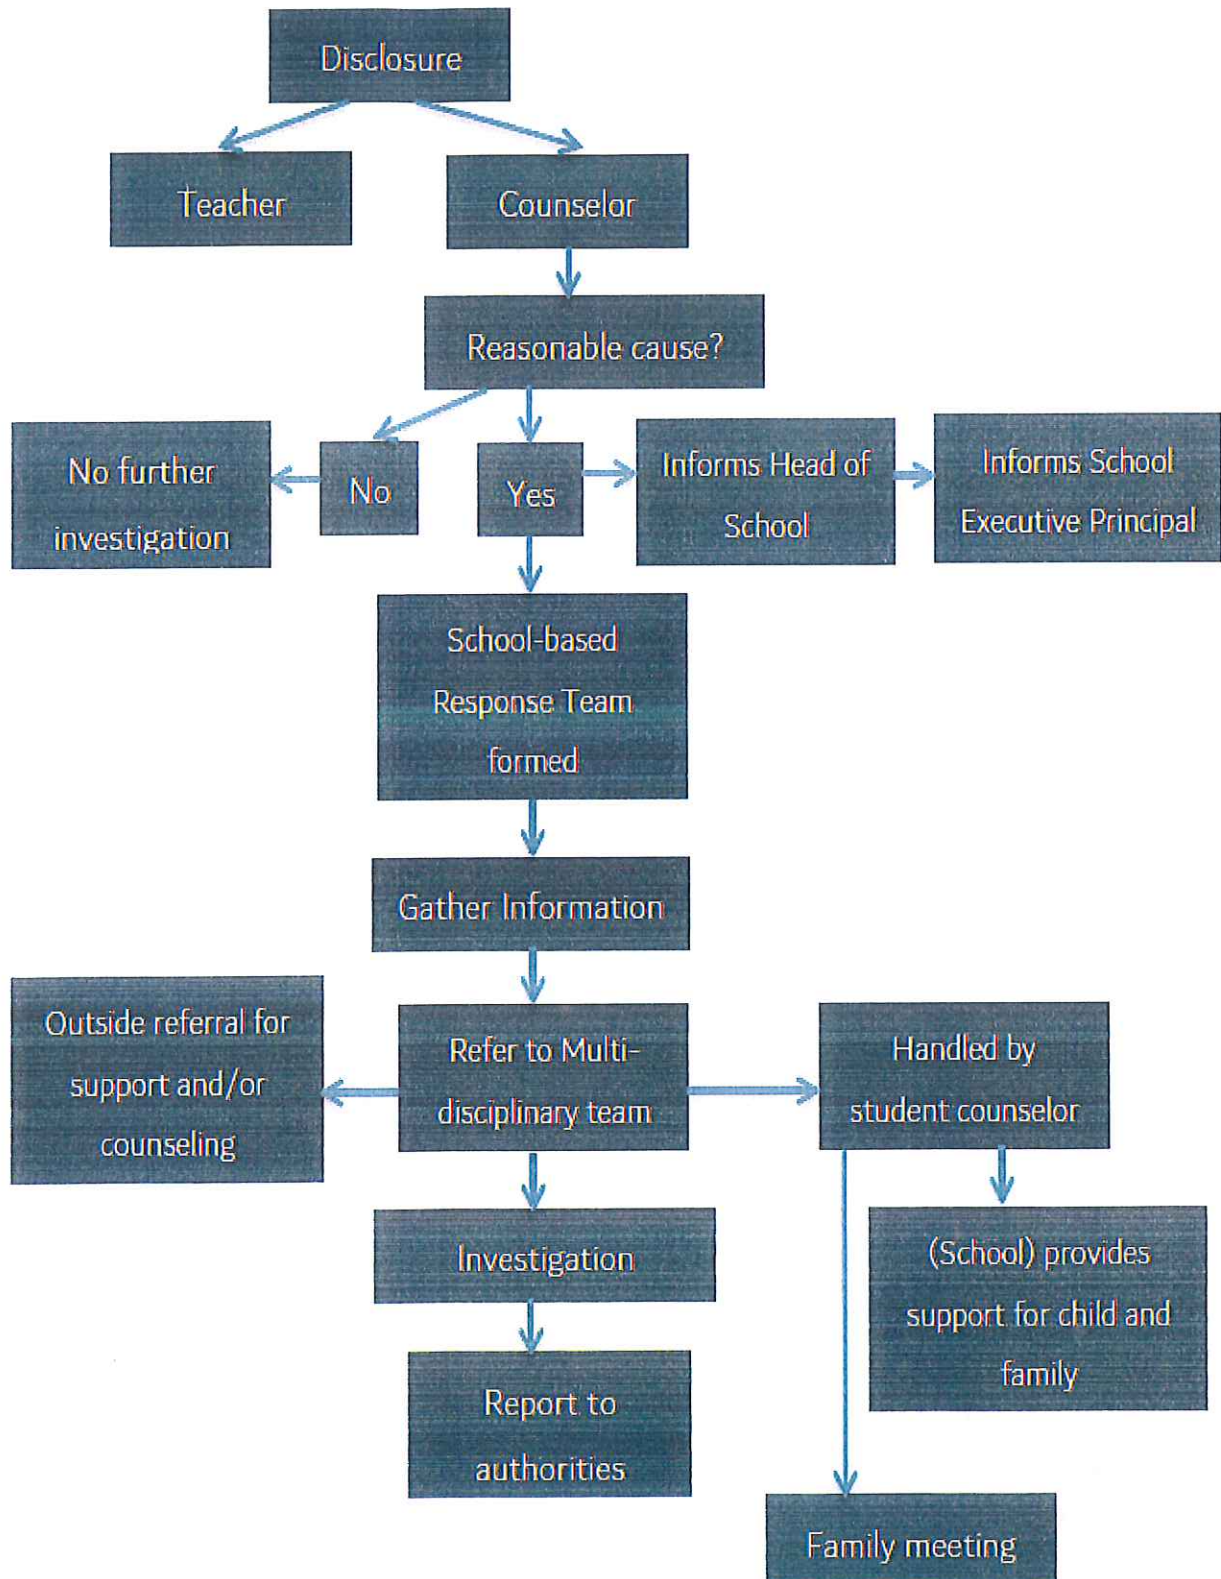 Disclosure
Teacher
Counselor
Reasonable cause?
No further
investigation
No
Yes
Informs Head of
School
Informs School
Executive Principal
School-based
Response Team
formed
Gather Information
Outside referral for
support and/or
counseling
Refer to Multi-
disciplinary team
Handled by
student counselor
Investigation
(School) provides
support for child and
family
Report to
authorities
Family meeting